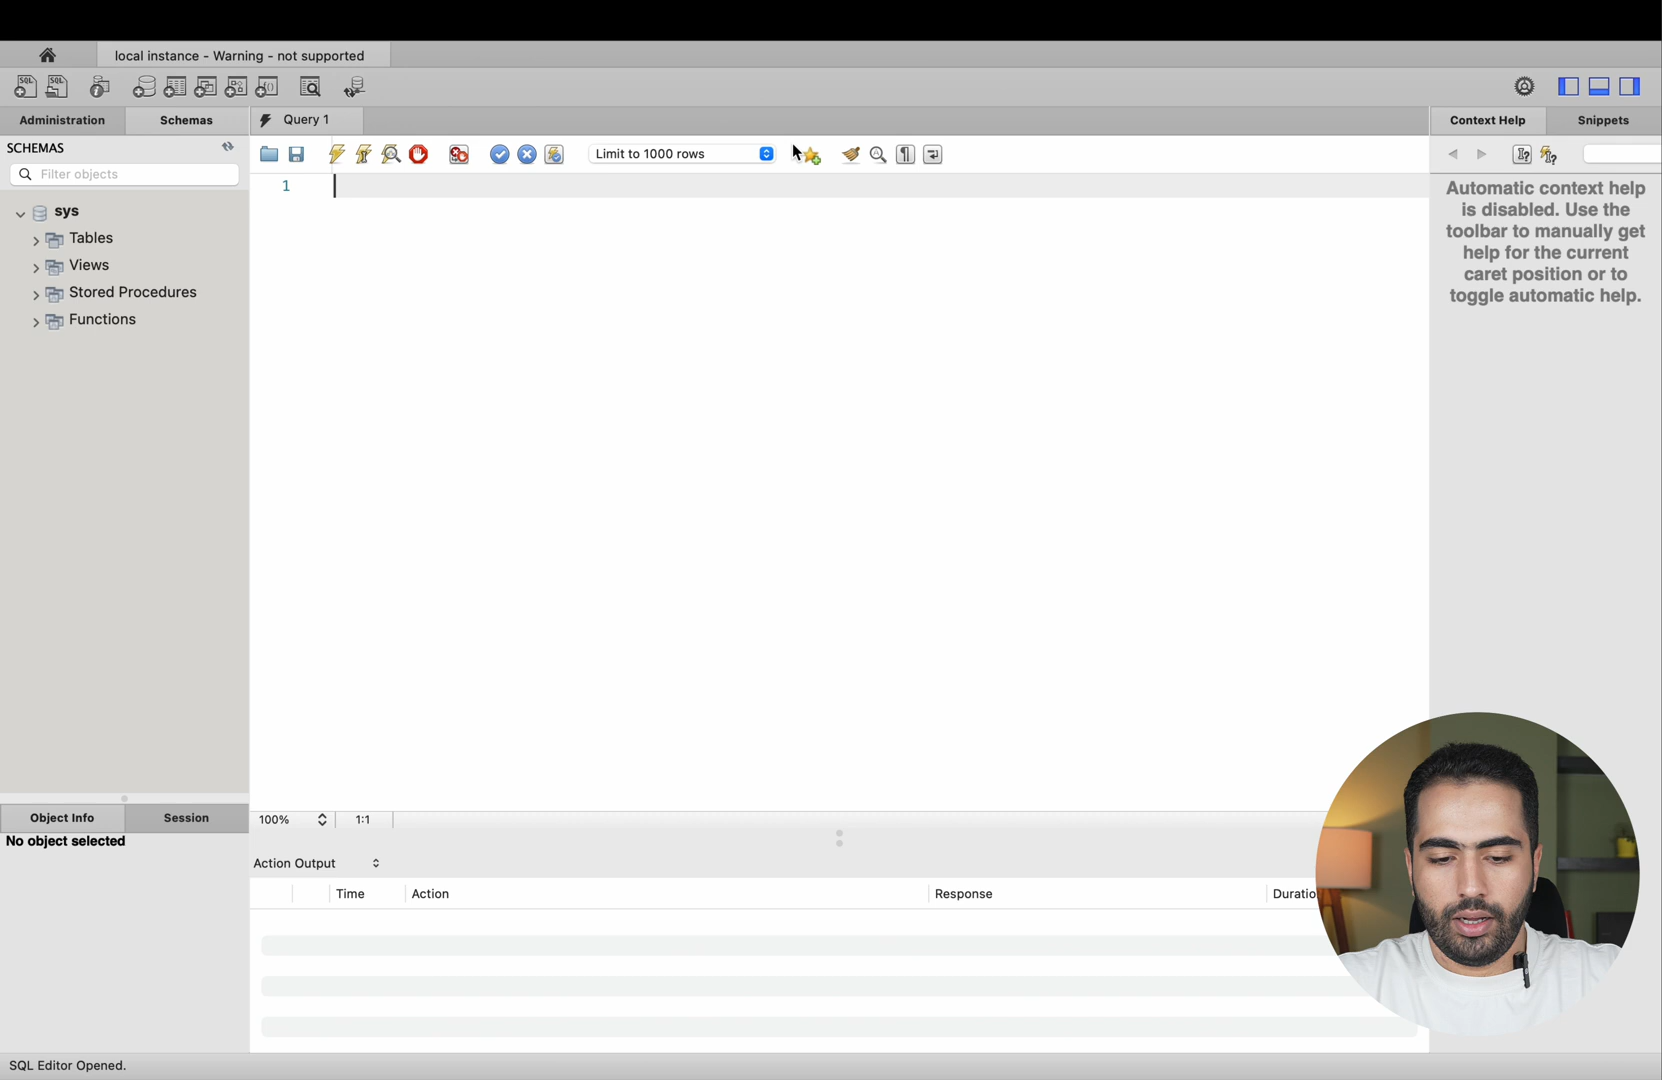 local instance - Warning - not supported
SQL
SQL
Administration
Schemas
Query 1
Context Help
Snippets
SCHEMAS
Limit to 1000 rows
Filter objects
1
sys
Tables
Views
Stored Procedures
Functions
Automatic context help
is disabled. Use the
toolbar to manually get
help for the current
caret position or to
toggle automatic help.
Object Info
Session
No object selected
100%
1:1
Action Output
Time
Action
Response
Duratio
SQL Editor Opened.